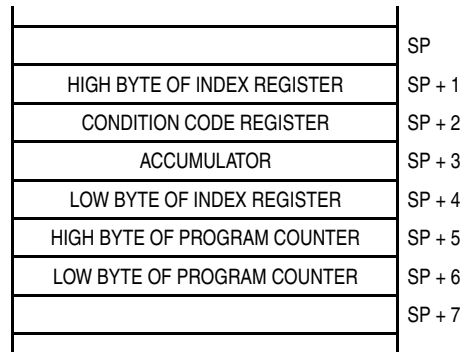 SP
HIGH BYTE OF INDEX REGISTER SP + 1
CONDITION CODE REGISTER SP + 2
ACCUMULATOR SP + 3
LOW BYTE OF INDEX REGISTER SP + 4
HIGH BYTE OF PROGRAM COUNTER SP + 5
LOW BYTE OF PROGRAM COUNTER SP + 6
SP + 7